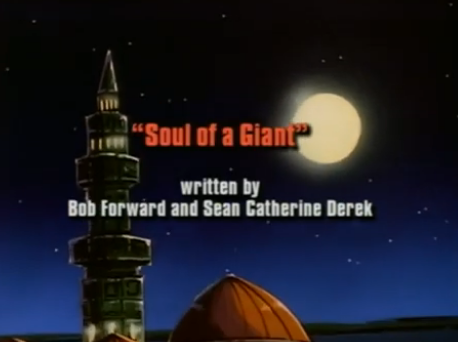 "Soul of a Giant"
written by
Bob Forward and Sean Catherine Derek